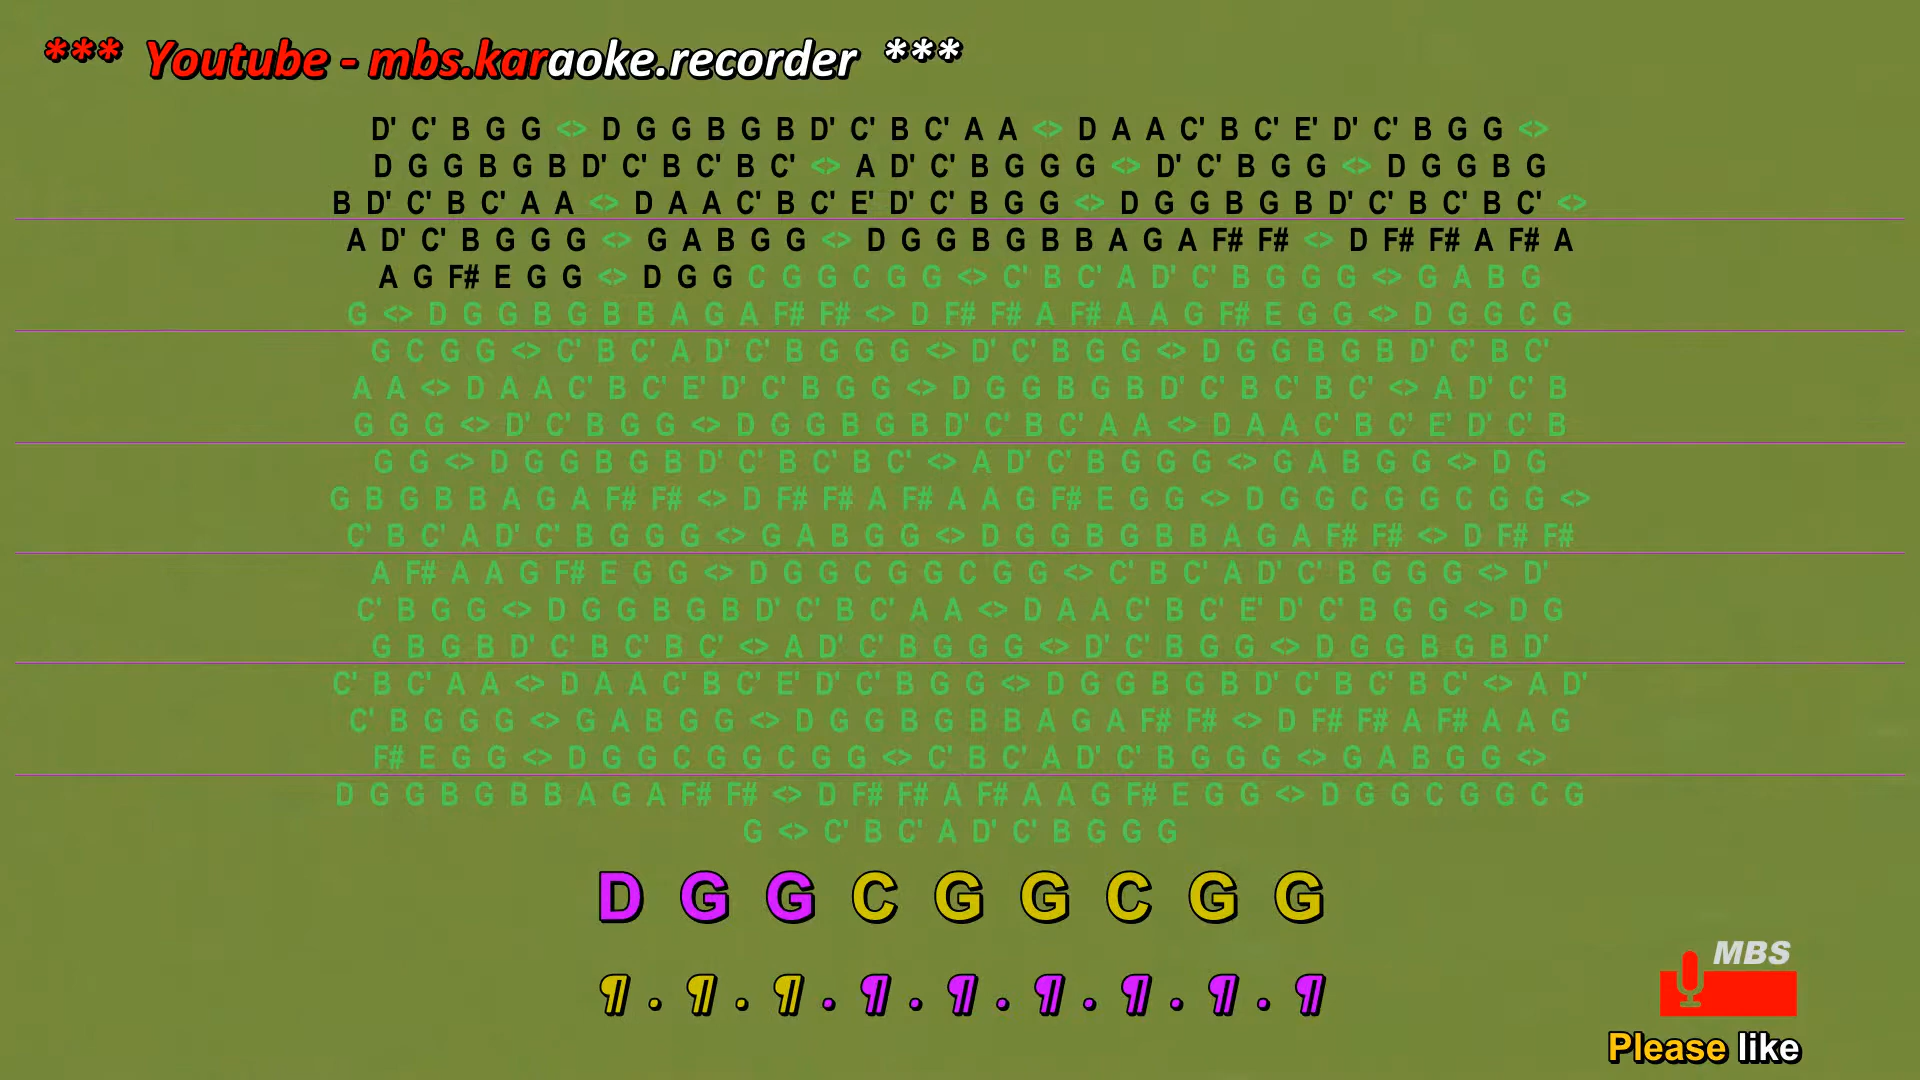 *** Youtube - mbs.karaoke.recorder ***
D' C' B G G <> D G G B G B D' C' B C' A A <> D A A C' B C' E' D' C' B G G <>
D G G B G B D' C' B C' B C' <> A D' C' B G G G <> D' C' B G G <> D G G B G
B D' C' B C' A A <> D A A C' B C' E' D' C' B G G <> D G G B G B D' C' B C' B C' <>
A D' C' B G G G <> G A B G G <> D G G B G B B A G A F# F# <> D F# F# A F# A
A G F# E G G <> D G G C G G C G G <> C' B C' A D' C' B G G G <> G A B G
G <> D G G B G B B A G A F# F# <> D F# F# A F# A A G F# E G G <> D G G C G
G C G G <> C' B C' A D' C' B G G G <> D' C' B G G <> D G G B G B D' C' B C'
A A <> D A A C' B C' E' D' C' B G G <> D G G B G B D' C' B C' B C' <> A D' C' B
G G G <> D' C' B G G <> D G G B G B D' C' B C' A A <> D A A C' B C' E' D' C' B
G G <> D G G B G B D' C' B C' B C' <> A D' C' B G G G <> G A B G G <> D G
G B G B B A G A F# F# <> D F# F# A F# A A G F# E G G <> D G G C G G C G G <>
C' B C' A D' C' B G G G <> G A B G G <> D G G B G B B A G A F# F# <> D F# F#
A F# A A G F# E G G <> D G G C G G C G G <> C' B C' A D' C' B G G G <> D'
C' B G G <> D G G B G B D' C' B C' A A <> D A A C' B C' E' D' C' B G G <> D G
G B G B D' C' B C' B C' <> A D' C' B G G G <> D' C' B G G <> D G G B G B D'
C' B C' A A <> D A A C' B C' E' D' C' B G G <> D G G B G B D' C' B C' B C' <> A D'
C' B G G G <> G A B G G <> D G G B G B B A G A F# F# <> D F# F# A F# A A G
F# E G G <> D G G C G G C G G <> C' B C' A D' C' B G G G <> G A B G G <>
D G G B G B B A G A F# F# <> D F# F# A F# A A G F# E G G <> D G G C G G C G
G <> C' B C' A D' C' B G G G
D G G C G G C G G
¶ . ¶ . ¶ . ¶ . ¶ . ¶ . ¶ . ¶ . ¶
MBS
Please like